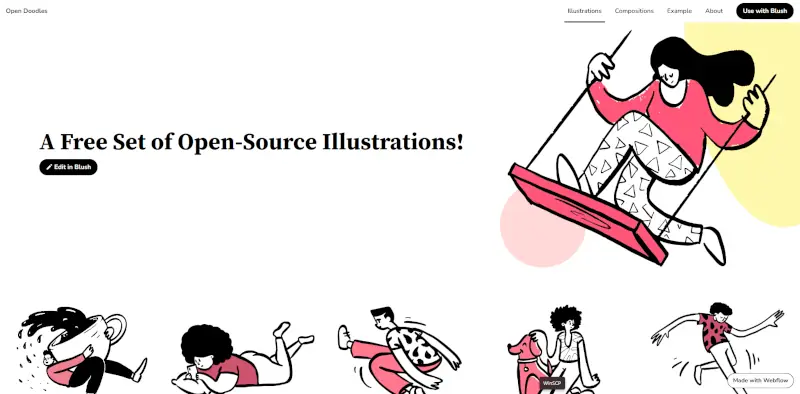 Open Doodles
Illustrations
Compositions
Example
About
Use with Blush
A Free Set of Open-Source Illustrations!
Edit in Blush
WinSCP
Made with Webflow